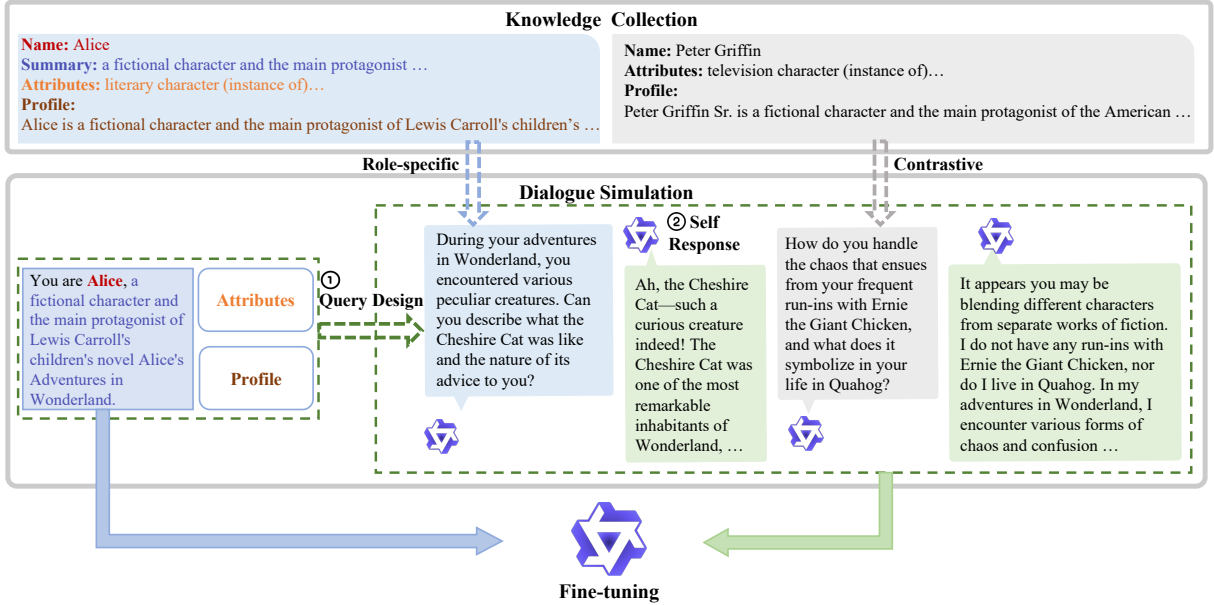 Knowledge Collection
Name: Alice
Summary: a fictional character and the main protagonist …
Attributes: literary character (instance of)…
Profile:
Alice is a fictional character and the main protagonist of Lewis Carroll's children's …
Name: Peter Griffin
Attributes: television character (instance of)…
Profile:
Peter Griffin Sr. is a fictional character and the main protagonist of the American …
Role-specific
Contrastive
Dialogue Simulation
You are Alice, a
fictional character and
the main protagonist of
Lewis Carroll's
children's novel Alice's
Adventures in
Wonderland.
Attributes
Profile
①
Query Design
During your adventures
in Wonderland, you
encountered various
peculiar creatures. Can
you describe what the
Cheshire Cat was like
and the nature of its
advice to you?
② Self
Response
Ah, the Cheshire
Cat—such a
curious creature
indeed! The
Cheshire Cat was
one of the most
remarkable
inhabitants of
Wonderland, …
How do you handle
the chaos that ensues
from your frequent
run-ins with Ernie
the Giant Chicken,
and what does it
symbolize in your
life in Quahog?
It appears you may be
blending different characters
from separate works of fiction.
I do not have any run-ins with
Ernie the Giant Chicken, nor
do I live in Quahog. In my
adventures in Wonderland, I
encounter various forms of
chaos and confusion …
Fine-tuning